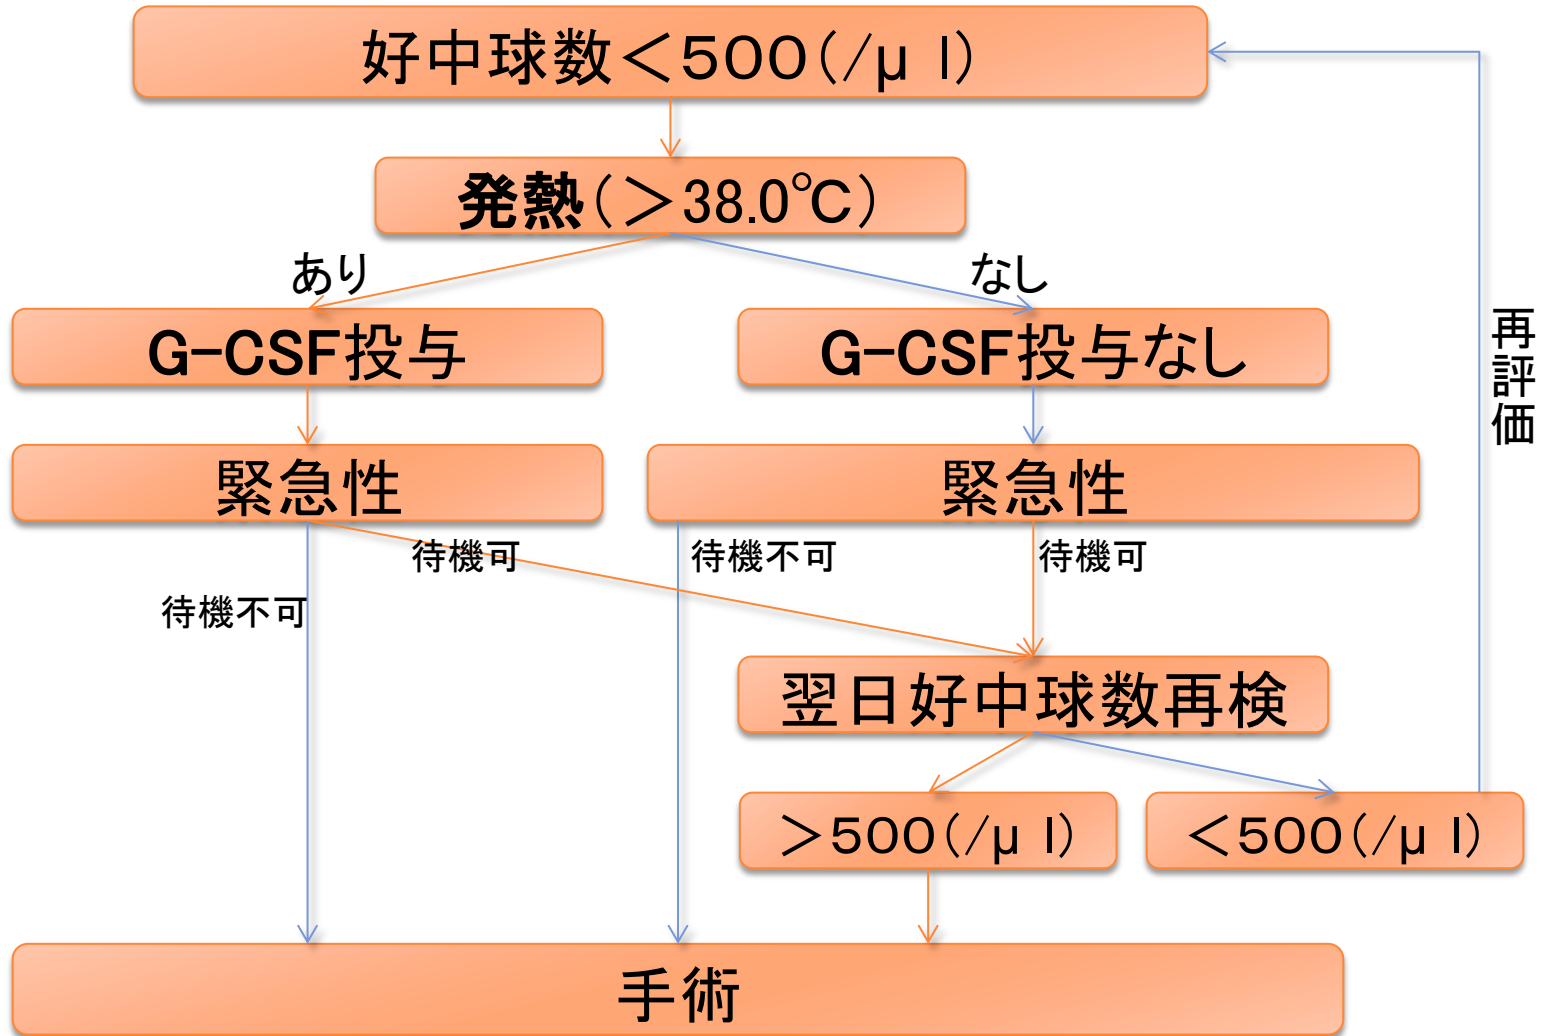 好中球数＜５００（/μ l）
発熱（＞38.0℃）
あり
なし
G-CSF投与
G-CSF投与なし
再評価
緊急性
緊急性
待機可
待機不可
待機可
待機不可
翌日好中球数再検
＞５００（/μ l）
＜５００（/μ l）
手術